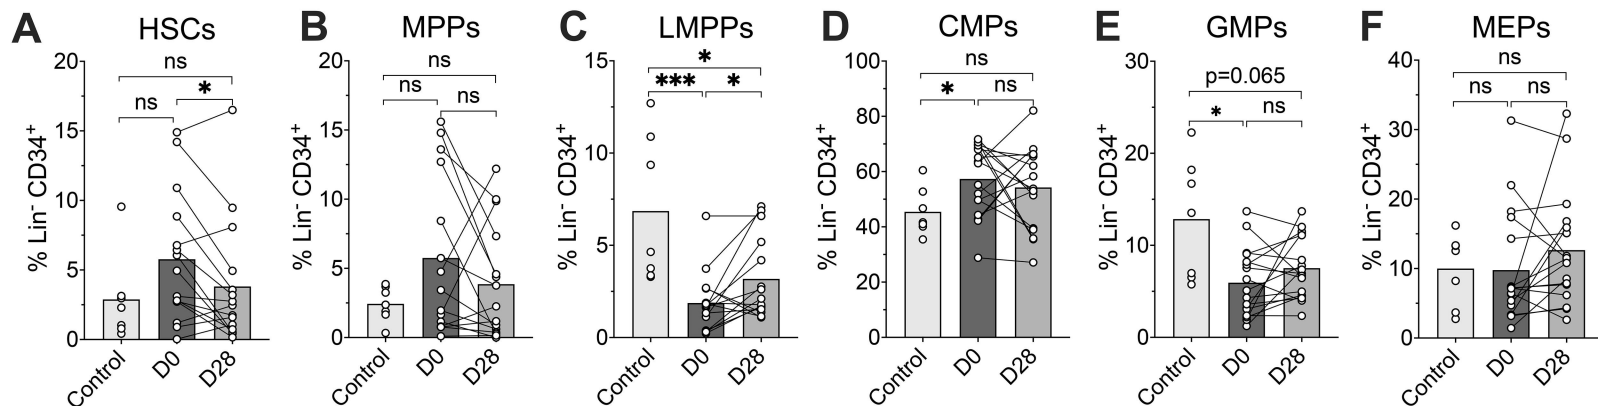 A HSCs
% Lin- CD34+
20
15
10
5
0
ns
ns
*
Control
D0
D28
B MPPs
% Lin- CD34+
20
15
10
5
0
ns
ns
ns
Control
D0
D28
C LMPPs
% Lin- CD34+
15
10
5
0
*
***
*
Control
D0
D28
D CMPs
% Lin- CD34+
100
80
60
40
20
0
ns
*
ns
Control
D0
D28
E GMPs
% Lin- CD34+
30
20
10
0
p=0.065
*
ns
Control
D0
D28
F MEPs
% Lin- CD34+
40
30
20
10
0
ns
ns
ns
Control
D0
D28